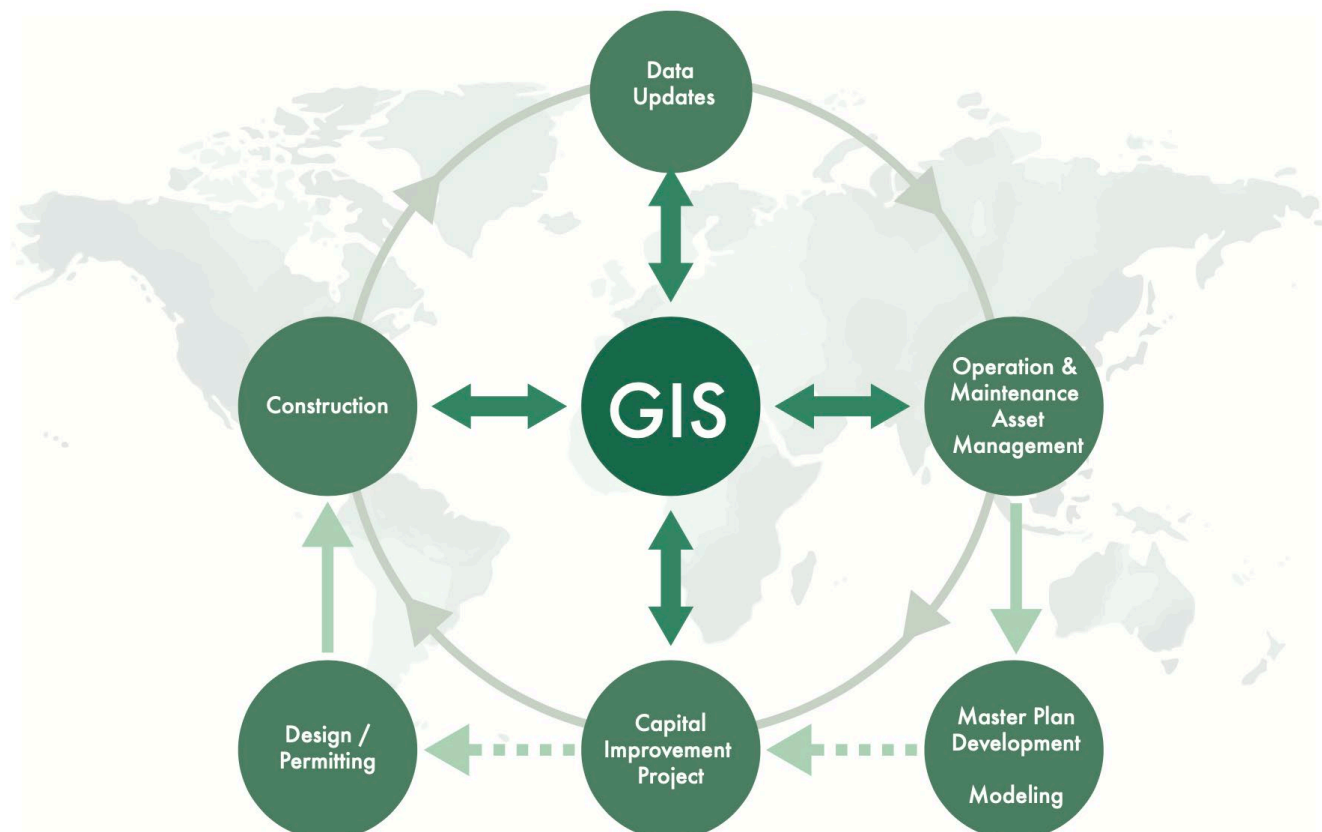 Data
Updates
Construction
GIS
Operation &
Maintenance
Asset
Management
Design /
Permitting
Capital
Improvement
Project
Master Plan
Development
Modeling